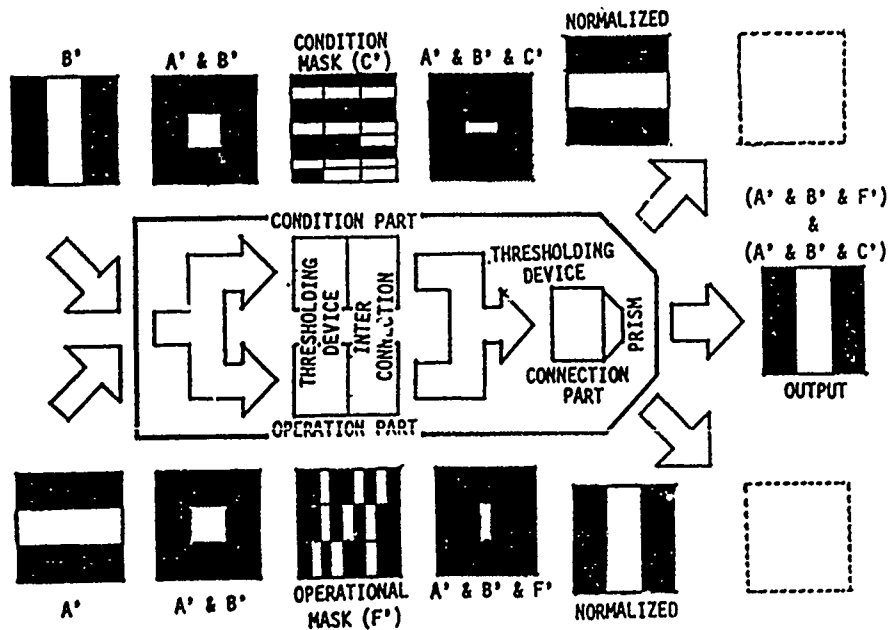 B'
A' & B'
CONDITION
MASK (C')
A' & B' & C'
NORMALIZED
(A' & B' & F')
&
(A' & B' & C')
CONDITION PART
THRESHOLDING
DEVICE
INTER
CONNECTION
THRESHOLDING
DEVICE
PRISM
CONNECTION
PART
OPERATION PART
OUTPUT
A'
A' & B'
OPERATIONAL
MASK (F')
A' & B' & F'
NORMALIZED